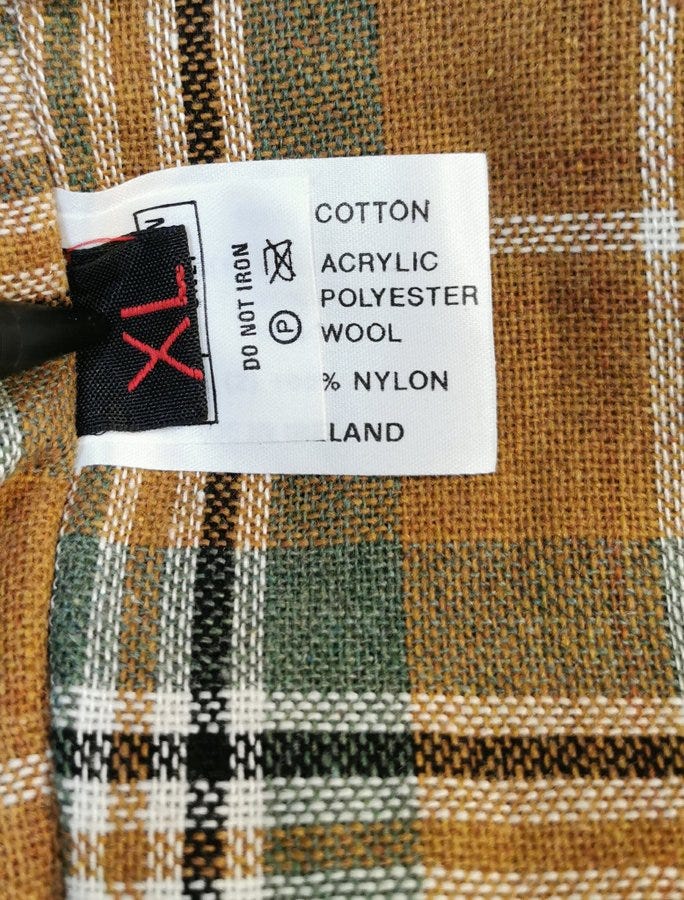 COTTON
ACRYLIC
POLYESTER
WOOL
% NYLON
LAND
DO NOT IRON
P
XL